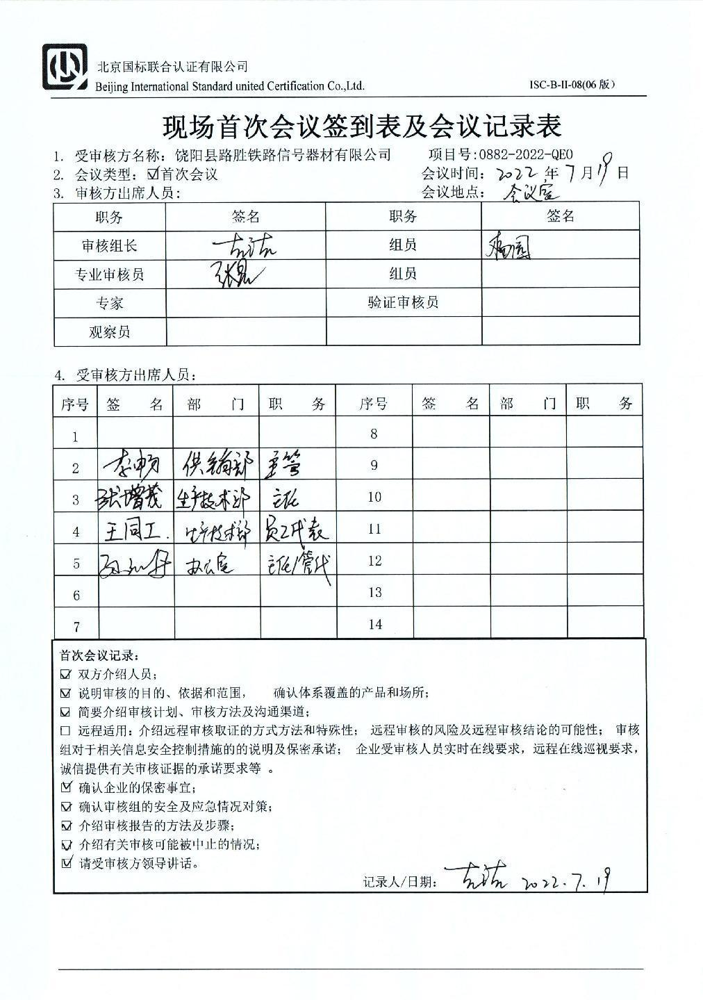 北京国标联合认证有限公司
Beijing International Standard united Certification Co.,Ltd.
ISC-B-II-08(06 版)
现场首次会议签到表及会议记录表
1. 受审核方名称：饶阳县路胜铁路信号器材有限公司 项目号:0882-2022-QEO
2. 会议类型：☑首次会议 会议时间：2022 年 7 月 19 日
3. 审核方出席人员： 会议地点：会议室
职务 签名 职务 签名
审核组长 组员
专业审核员 张昆 组员
专家 验证审核员
观察员
4. 受审核方出席人员：
序号 签 名 部 门 职 务 序号 签 名 部 门 职 务
1 8
2 李申力 供销部 主管 9
3 张增茂 生产技术部 主任 10
4 王同工 生产技术部 员工代表 11
5 办公室 主任/管代 12
6 13
7 14
首次会议记录：
☑ 双方介绍人员；
☑ 说明审核的目的、依据和范围， 确认体系覆盖的产品和场所；
☑ 简要介绍审核计划、审核方法及沟通渠道；
☐ 远程适用：介绍远程审核取证的方式方法和特殊性； 远程审核的风险及远程审核结论的可能性； 审核
组对于相关信息安全控制措施的的说明及保密承诺； 企业受审核人员实时在线要求，远程在线巡视要求，
诚信提供有关审核证据的承诺要求等 。
☑ 确认企业的保密事宜；
☑ 确认审核组的安全及应急情况对策；
☑ 介绍审核报告的方法及步骤；
☑ 介绍有关审核可能被中止的情况；
☑ 请受审核方领导讲话。
记录人/日期： 2022.7.19